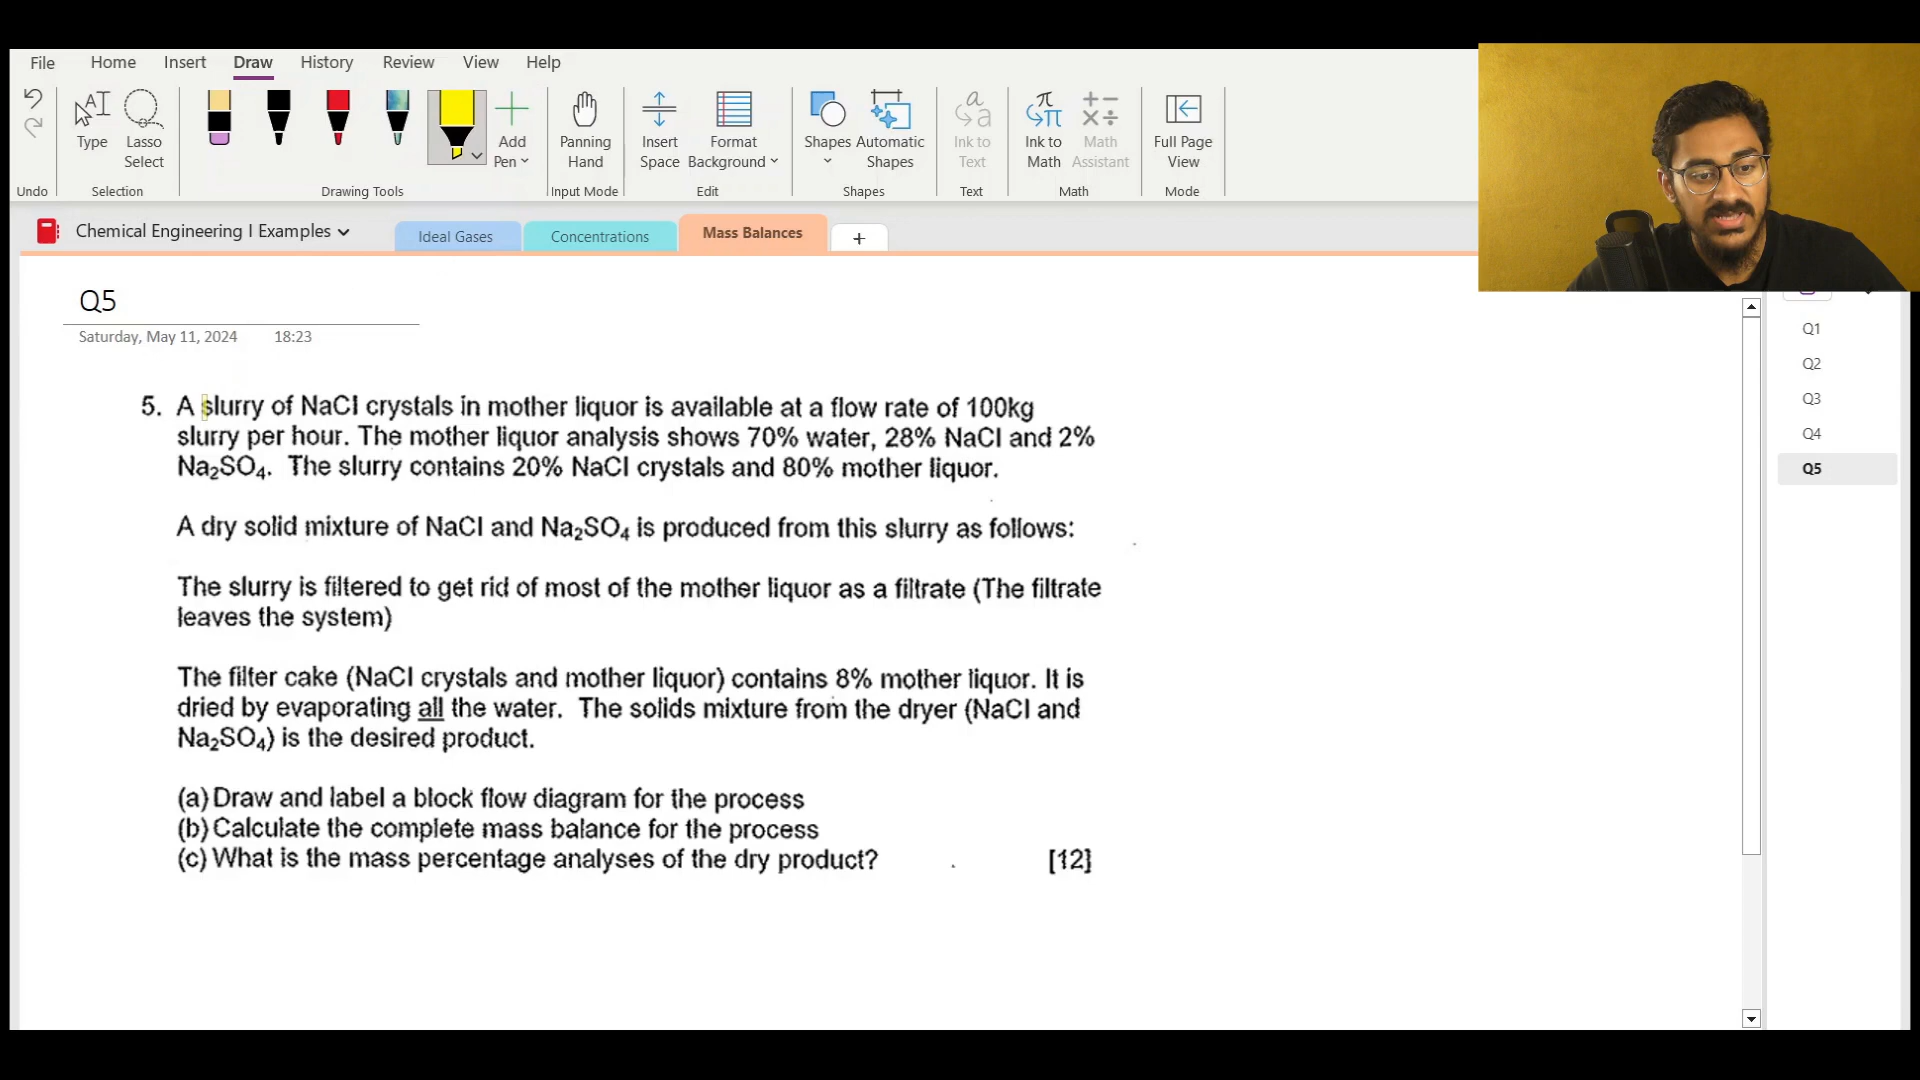 File Home Insert Draw History Review View Help
Type
Lasso Select
Add Pen
Panning Hand
Insert Space
Format Background
Shapes
Automatic Shapes
Ink to Text
Ink to Math
Math Assistant
Full Page View
Undo Selection Drawing Tools Input Mode Edit Shapes Text Math Mode
Chemical Engineering I Examples Ideal Gases Concentrations Mass Balances +
Q5
Saturday, May 11, 2024 18:23
5. A slurry of NaCl crystals in mother liquor is available at a flow rate of 100kg
slurry per hour. The mother liquor analysis shows 70% water, 28% NaCl and 2%
Na₂SO₄. The slurry contains 20% NaCl crystals and 80% mother liquor.
A dry solid mixture of NaCl and Na₂SO₄ is produced from this slurry as follows:
The slurry is filtered to get rid of most of the mother liquor as a filtrate (The filtrate
leaves the system)
The filter cake (NaCl crystals and mother liquor) contains 8% mother liquor. It is
dried by evaporating all the water. The solids mixture from the dryer (NaCl and
Na₂SO₄) is the desired product.
(a) Draw and label a block flow diagram for the process
(b) Calculate the complete mass balance for the process
(c) What is the mass percentage analyses of the dry product? [12]
Q1
Q2
Q3
Q4
Q5